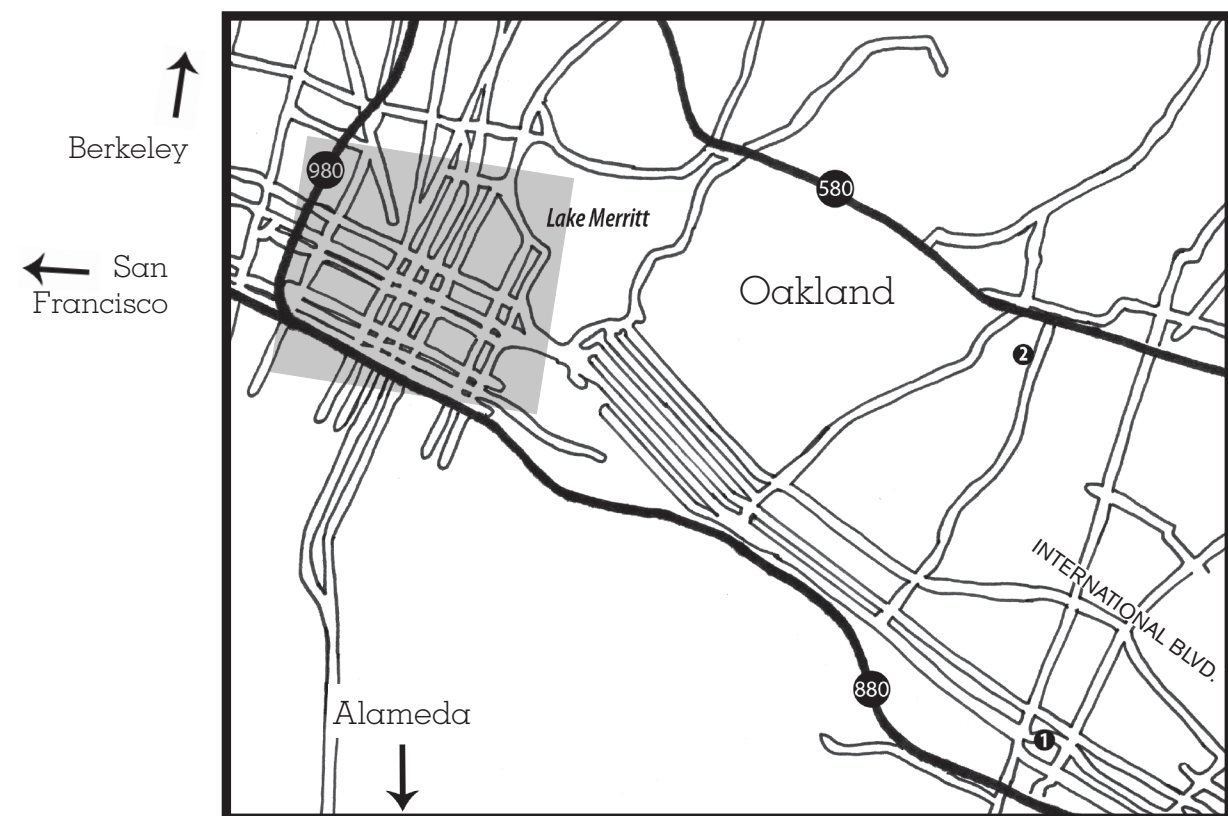 Berkeley
980
580
Lake Merritt
San
Francisco
Oakland
2
INTERNATIONAL BLVD.
880
Alameda
1